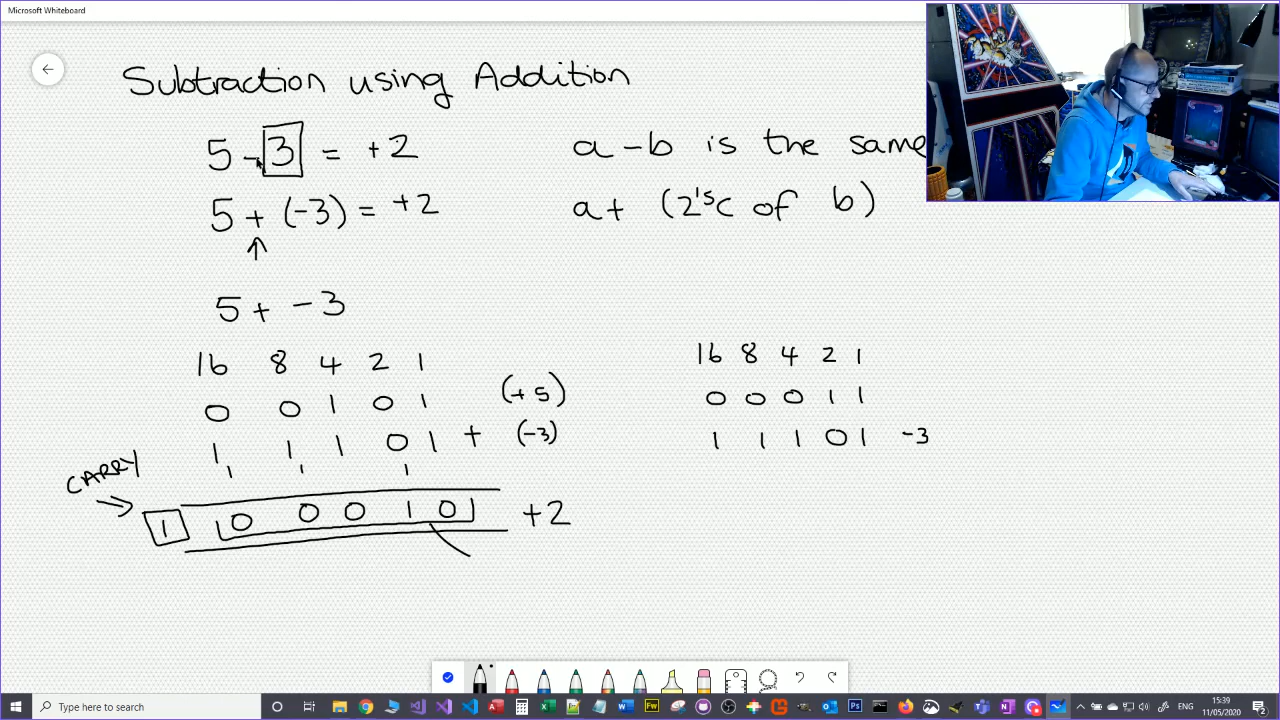 Microsoft Whiteboard
Subtraction using Addition
5 - 3 = +2
a - b is the same
5 + (-3) = +2
a + (2'sC of b)
5 + -3
16 8 4 2 1
16 8 4 2 1
0 0 1 0 1 (+5)
0 0 0 1 1
1 1 1 0 1 + (-3)
1 1 1 0 1 -3
1 1 1
CARRY
1 0 0 0 1 0 +2
Type here to search
ENG
15:39
11/05/2020